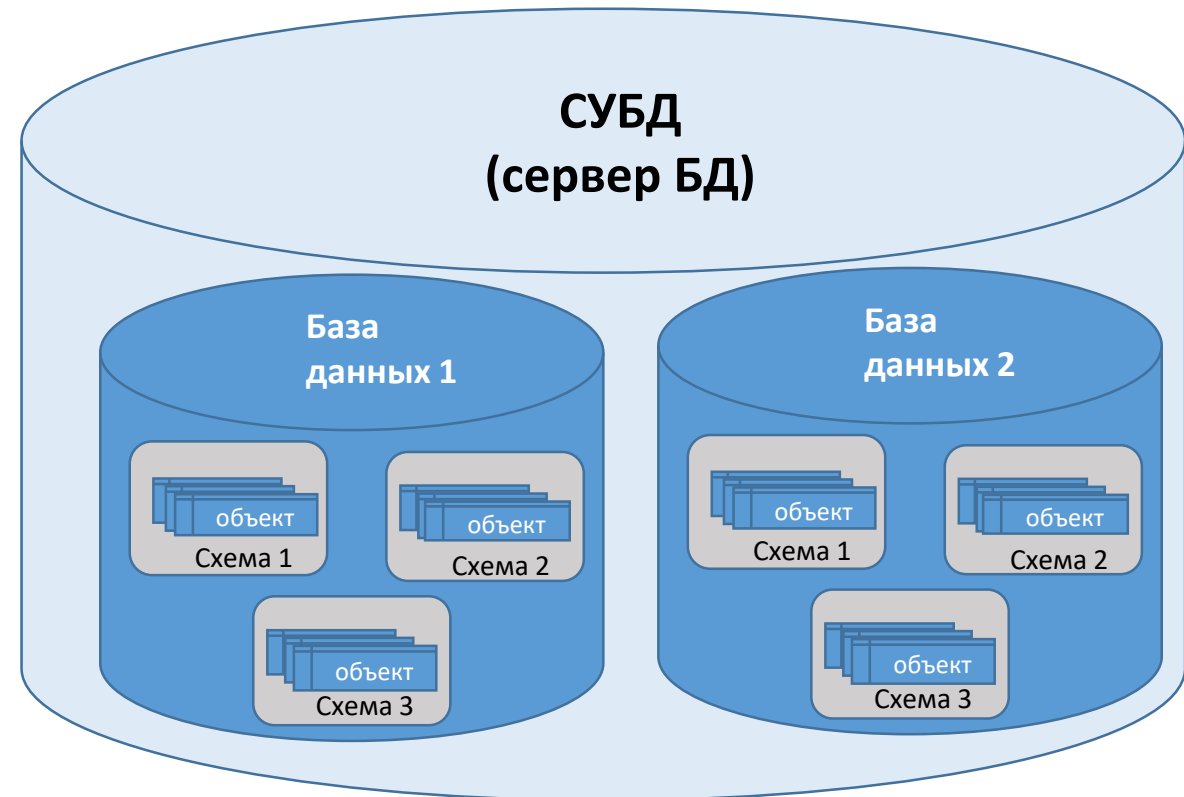 СУБД
(сервер БД)
База
данных 1
объект
Схема 1
объект
Схема 2
объект
Схема 3
База
данных 2
объект
Схема 1
объект
Схема 2
объект
Схема 3